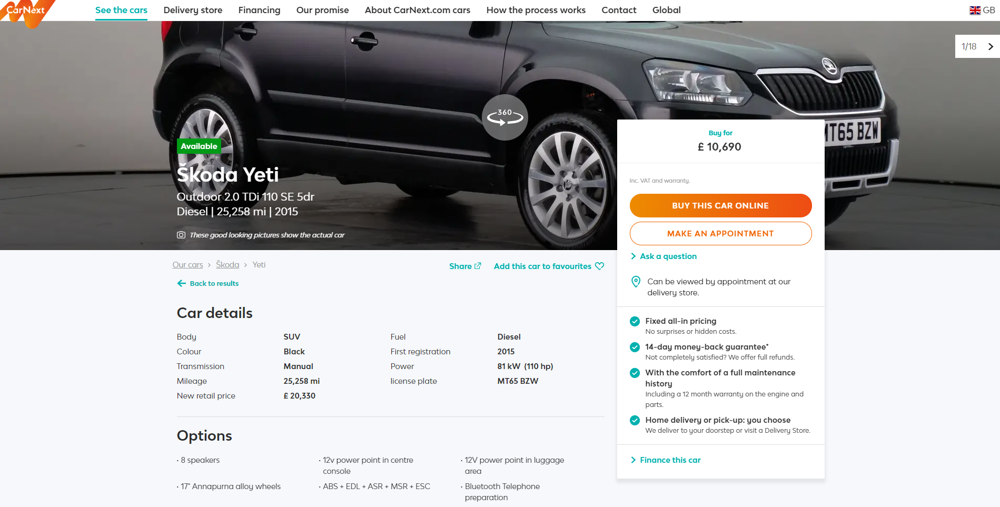 CarNext
See the cars
Delivery store
Financing
Our promise
About CarNext.com cars
How the process works
Contact
Global
GB
1/18
360
MT65 BZW
Available
Škoda Yeti
Outdoor 2.0 TDi 110 SE 5dr
Diesel | 25,258 mi | 2015
These good looking pictures show the actual car
Buy for
£ 10,690
Inc. VAT and warranty.
BUY THIS CAR ONLINE
MAKE AN APPOINTMENT
Ask a question
Can be viewed by appointment at our
delivery store.
Fixed all-in pricing
No surprises or hidden costs.
14-day money-back guarantee*
Not completely satisfied? We offer full refunds.
With the comfort of a full maintenance
history
Including a 12 month warranty on the engine and
parts.
Home delivery or pick-up: you choose
We deliver to your doorstep or visit a Delivery Store.
Finance this car
Our cars > Škoda > Yeti
Share
Add this car to favourites
Back to results
Car details
Body SUV Fuel Diesel
Colour Black First registration 2015
Transmission Manual Power 81 kW (110 hp)
Mileage 25,258 mi license plate MT65 BZW
New retail price £ 20,330
Options
· 8 speakers
· 12v power point in centre
console
· 12V power point in luggage
area
· 17" Annapurna alloy wheels
· ABS + EDL + ASR + MSR + ESC
· Bluetooth Telephone
preparation